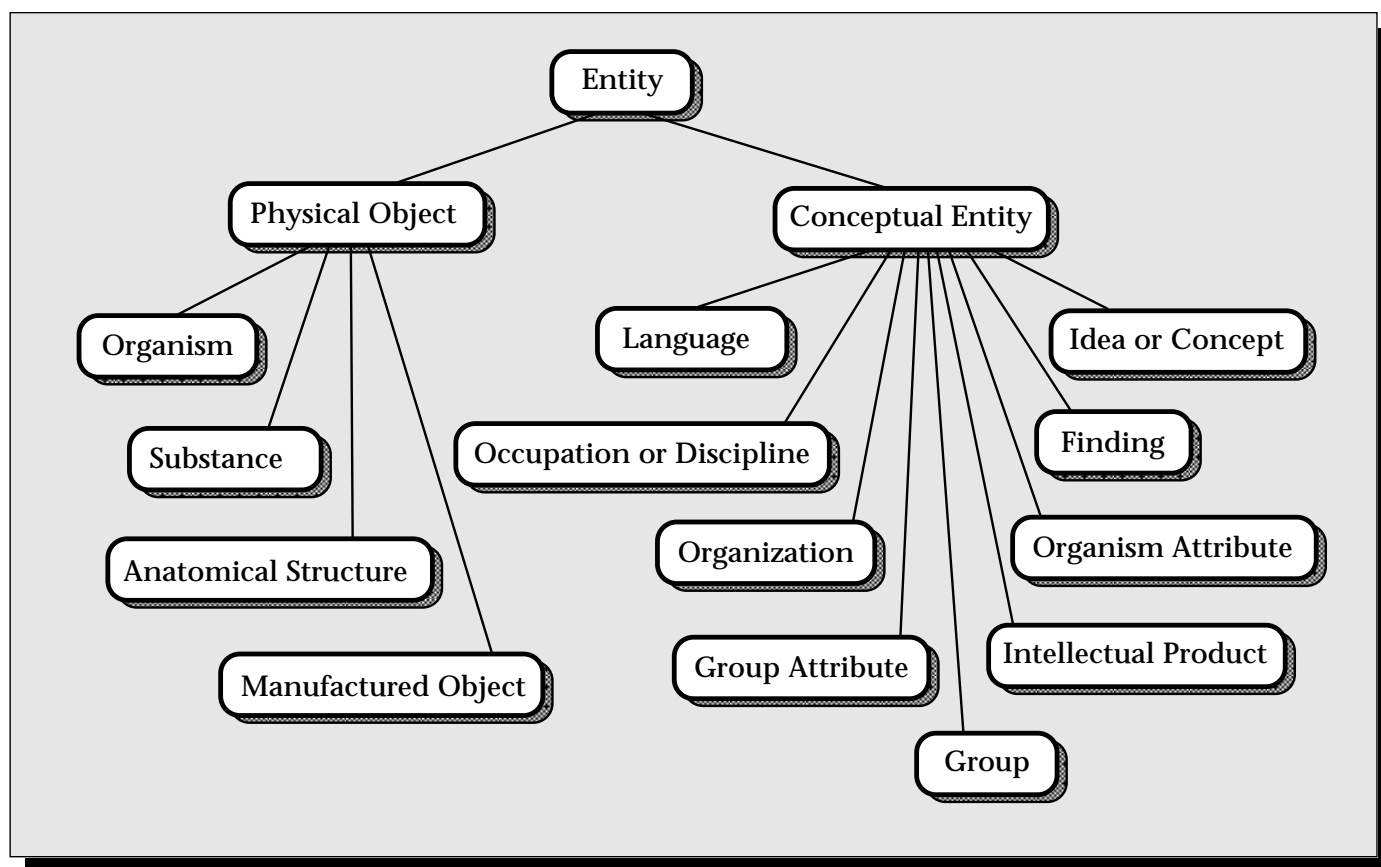 Entity
Physical Object
Conceptual Entity
Organism
Language
Idea or Concept
Substance
Occupation or Discipline
Finding
Anatomical Structure
Organization
Organism Attribute
Manufactured Object
Group Attribute
Intellectual Product
Group